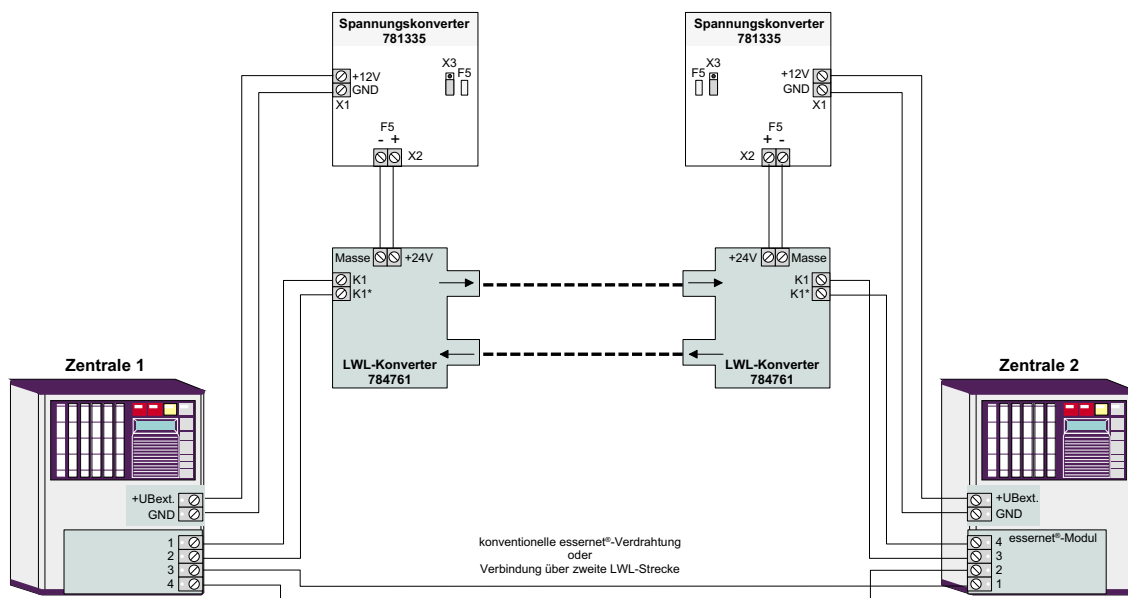 Spannungskonverter
781335
X3
F5
+12V
GND
X1
F5
- +
X2
Spannungskonverter
781335
X3
F5
+12V
GND
X1
F5
+ -
X2
Masse
+24V
K1
K1*
LWL-Konverter
784761
+24V
Masse
K1
K1*
LWL-Konverter
784761
Zentrale 1
+UBext.
GND
1
2
3
4
konventionelle essernet®-Verdrahtung
oder
Verbindung über zweite LWL-Strecke
Zentrale 2
+UBext.
GND
4 essernet®-Modul
3
2
1